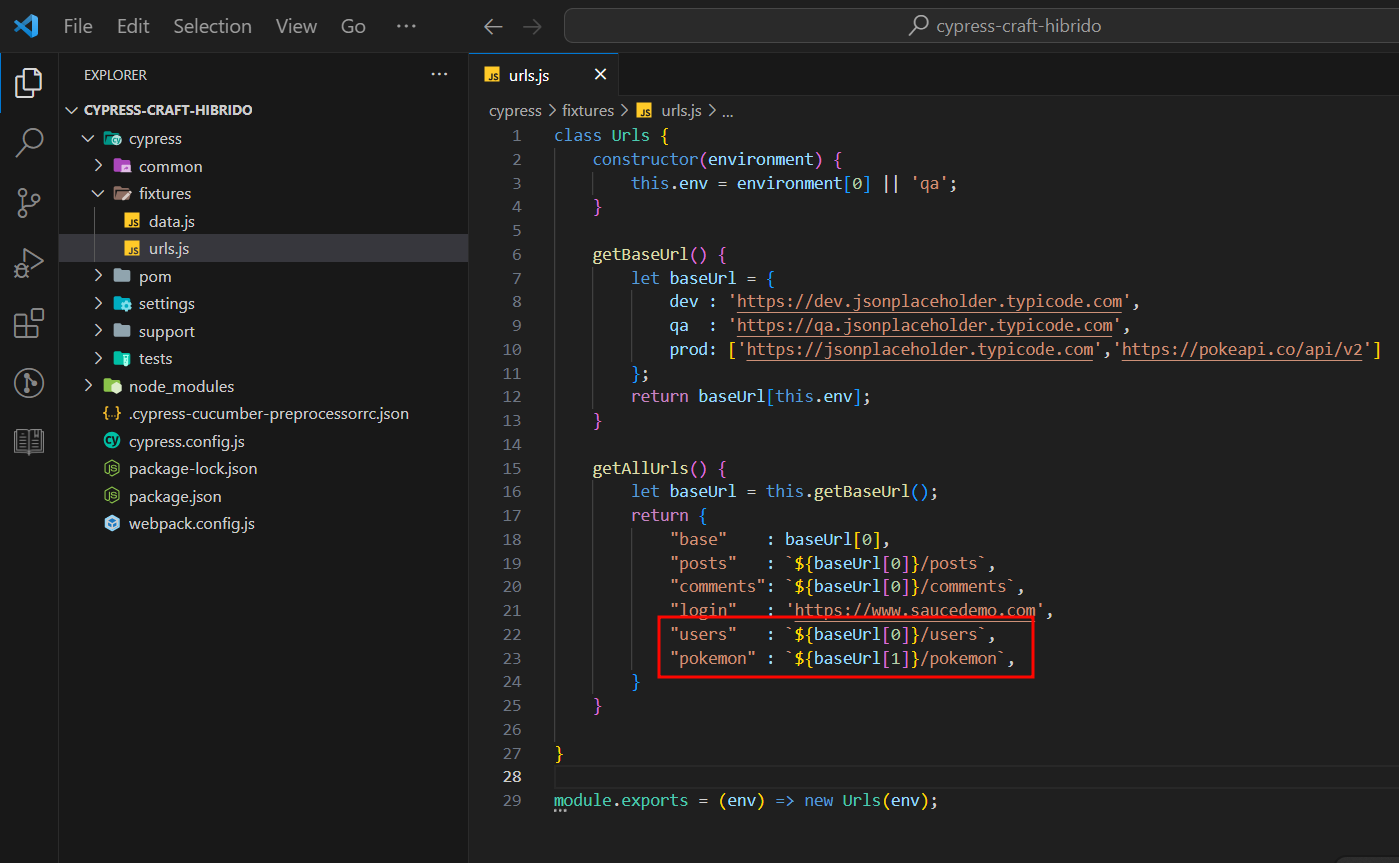 File Edit Selection View Go ···
cypress-craft-hibrido
EXPLORER ···
CYPRESS-CRAFT-HIBRIDO
cypress
common
fixtures
data.js
urls.js
pom
settings
support
tests
node_modules
.cypress-cucumber-preprocessorrc.json
cypress.config.js
package-lock.json
package.json
webpack.config.js
JS urls.js ×
cypress > fixtures > JS urls.js > ...
1 class Urls {
2     constructor(environment) {
3         this.env = environment[0] || 'qa';
4     }
5
6     getBaseUrl() {
7         let baseUrl = {
8             dev : 'https://dev.jsonplaceholder.typicode.com',
9             qa  : 'https://qa.jsonplaceholder.typicode.com',
10             prod: ['https://jsonplaceholder.typicode.com','https://pokeapi.co/api/v2']
11         };
12         return baseUrl[this.env];
13     }
14
15     getAllUrls() {
16         let baseUrl = this.getBaseUrl();
17         return {
18             "base"    : baseUrl[0],
19             "posts"   : `${baseUrl[0]}/posts`,
20             "comments": `${baseUrl[0]}/comments`,
21             "login"   : 'https://www.saucedemo.com',
22             "users"   : `${baseUrl[0]}/users`,
23             "pokemon" : `${baseUrl[1]}/pokemon`,
24         }
25     }
26
27 }
28
29 module.exports = (env) => new Urls(env);